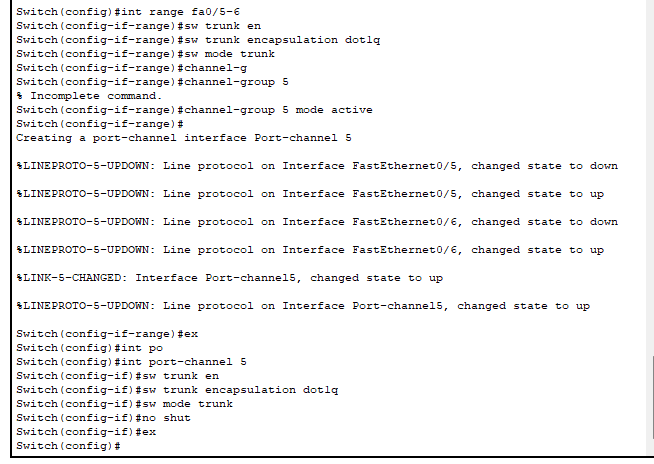 Switch(config)#int range fa0/5-6
Switch(config-if-range)#sw trunk en
Switch(config-if-range)#sw trunk encapsulation dot1q
Switch(config-if-range)#sw mode trunk
Switch(config-if-range)#channel-g
Switch(config-if-range)#channel-group 5
% Incomplete command.
Switch(config-if-range)#channel-group 5 mode active
Switch(config-if-range)#
Creating a port-channel interface Port-channel 5
%LINEPROTO-5-UPDOWN: Line protocol on Interface FastEthernet0/5, changed state to down
%LINEPROTO-5-UPDOWN: Line protocol on Interface FastEthernet0/5, changed state to up
%LINEPROTO-5-UPDOWN: Line protocol on Interface FastEthernet0/6, changed state to down
%LINEPROTO-5-UPDOWN: Line protocol on Interface FastEthernet0/6, changed state to up
%LINK-5-CHANGED: Interface Port-channel5, changed state to up
%LINEPROTO-5-UPDOWN: Line protocol on Interface Port-channel5, changed state to up
Switch(config-if-range)#ex
Switch(config)#int po
Switch(config)#int port-channel 5
Switch(config-if)#sw trunk en
Switch(config-if)#sw trunk encapsulation dot1q
Switch(config-if)#sw mode trunk
Switch(config-if)#no shut
Switch(config-if)#ex
Switch(config)#